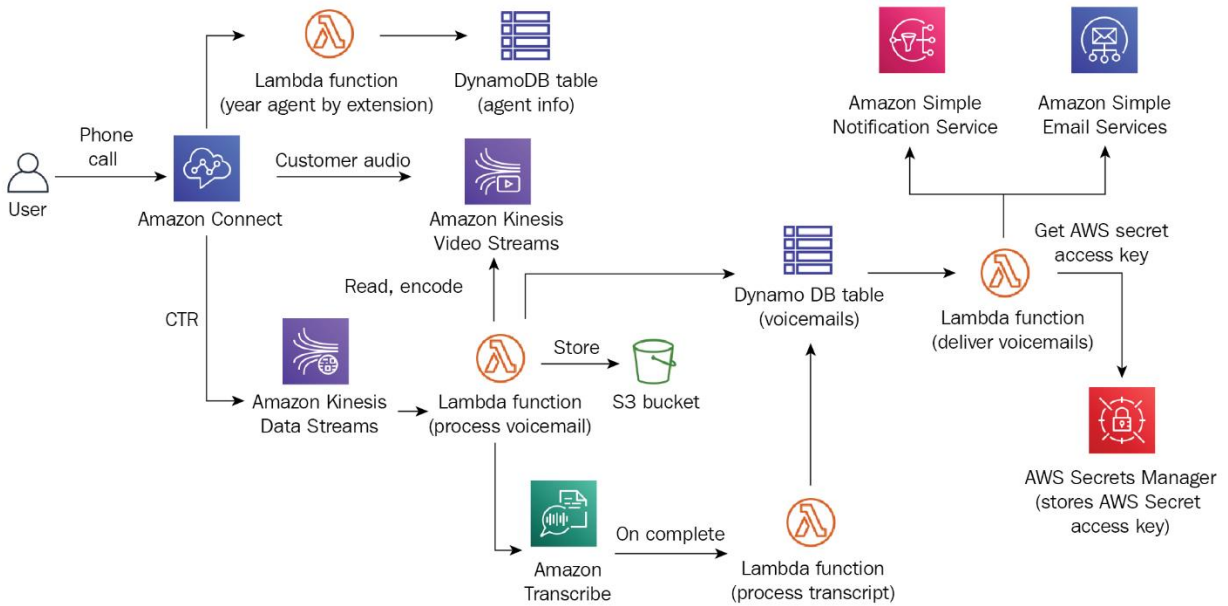 Phone
call
User
Amazon Connect
Lambda function
(year agent by extension)
DynamoDB table
(agent info)
Customer audio
Amazon Kinesis
Video Streams
Read, encode
CTR
Amazon Kinesis
Data Streams
Lambda function
(process voicemail)
Store
S3 bucket
Amazon
Transcribe
On complete
Lambda function
(process transcript)
Dynamo DB table
(voicemails)
Amazon Simple
Notification Service
Amazon Simple
Email Services
Get AWS secret
access key
Lambda function
(deliver voicemails)
AWS Secrets Manager
(stores AWS Secret
access key)